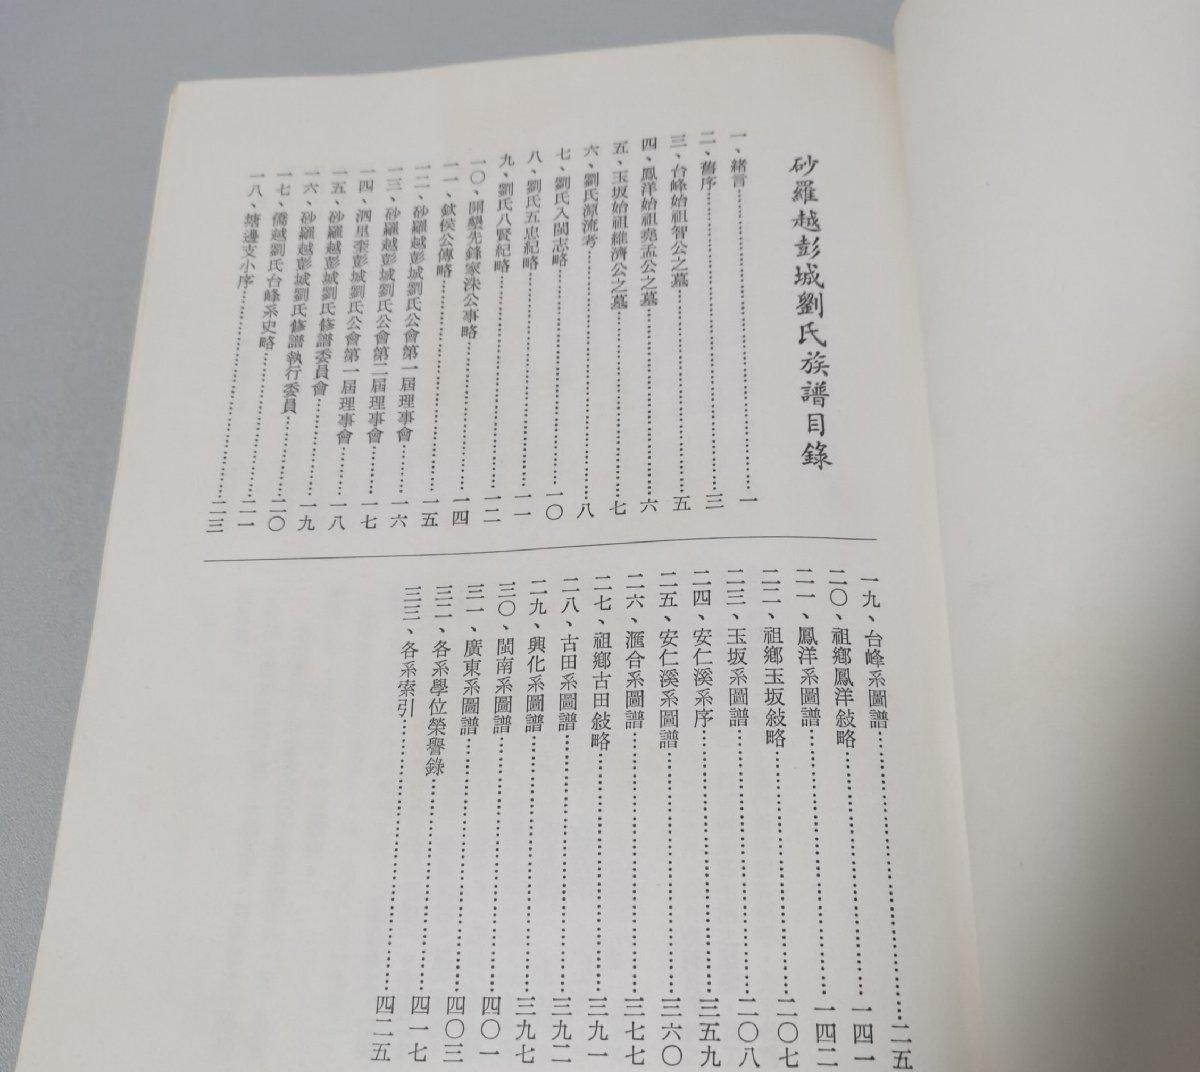 砂羅越彭城劉氏族譜目錄
一、緒言……一
二、舊序……三
三、台峰始祖智公之墓……五
四、鳳洋始祖堯孟公之墓……六
五、玉坂始祖維濟公之墓……七
六、劉氏源流考……八
七、劉氏入閩志略……一〇
八、劉氏五忠紀略……一一
九、劉氏八賢紀略……一二
一〇、開墾先鋒家洙公事略……一四
一一、欽侯公傳略……一五
一二、砂羅越彭城劉氏公會第一屆理事會……一六
一三、砂羅越彭城劉氏公會第二屆理事會……一七
一四、泗里奎彭城劉氏公會第一屆理事會……一八
一五、砂羅越彭城劉氏修譜委員會……一九
一六、砂羅越彭城劉氏修譜執行委員……二〇
一七、僑越劉氏台峰系史略……二一
一八、塘邊支小序……二三
一九、台峰系圖譜……二五
二〇、祖鄉鳳洋敍略……一四一
二一、鳳洋系圖譜……一四二
二二、祖鄉玉坂敍略……二〇七
二三、玉坂系圖譜……二〇八
二四、安仁溪系序……三五九
二五、安仁溪系圖譜……三六〇
二六、滙合系圖譜……三七七
二七、祖鄉古田敍略……三九一
二八、古田系圖譜……三九二
二九、興化系圖譜……三九七
三〇、閩南系圖譜……四〇一
三一、廣東系圖譜……四〇三
三二、各系學位榮譽錄……四一七
三三、各系索引……四二五